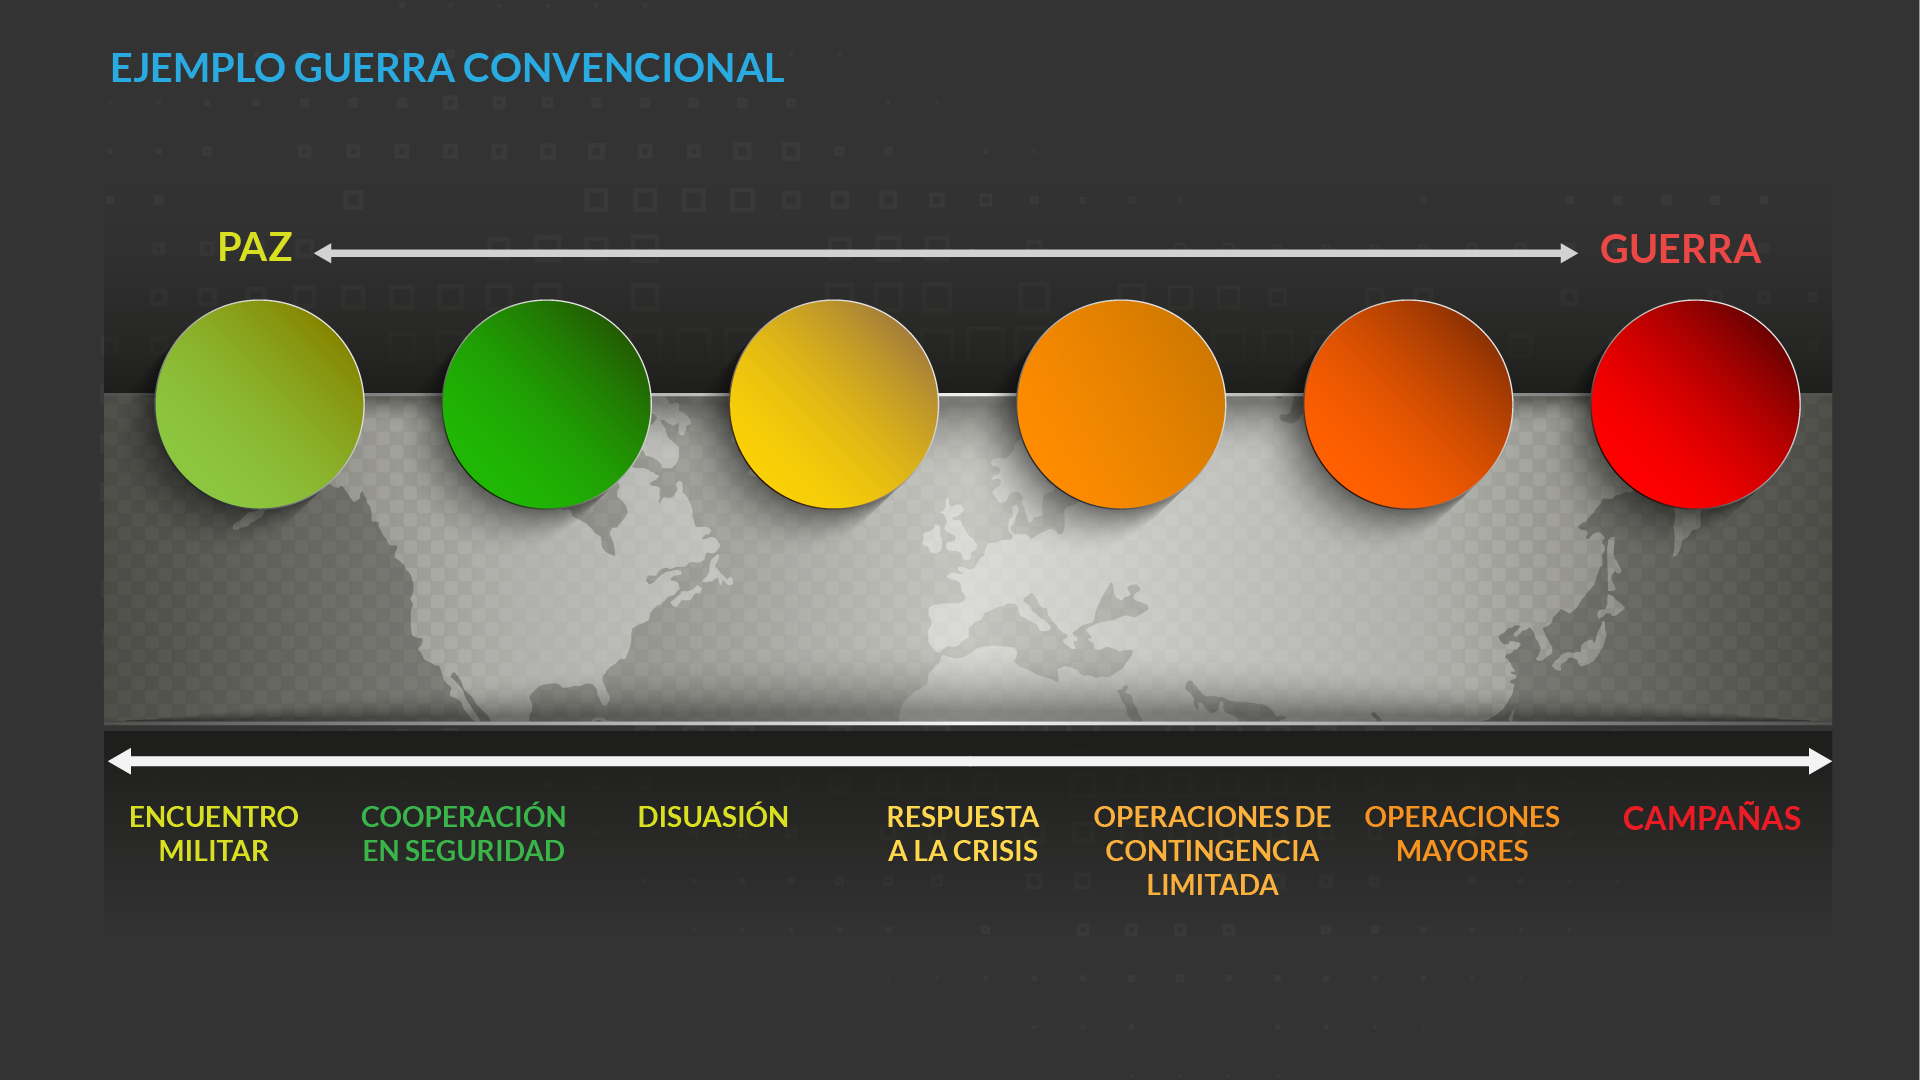 EJEMPLO GUERRA CONVENCIONAL
PAZ
GUERRA
ENCUENTRO
MILITAR
COOPERACIÓN
EN SEGURIDAD
DISUASIÓN
RESPUESTA
A LA CRISIS
OPERACIONES DE
CONTINGENCIA
LIMITADA
OPERACIONES
MAYORES
CAMPAÑAS